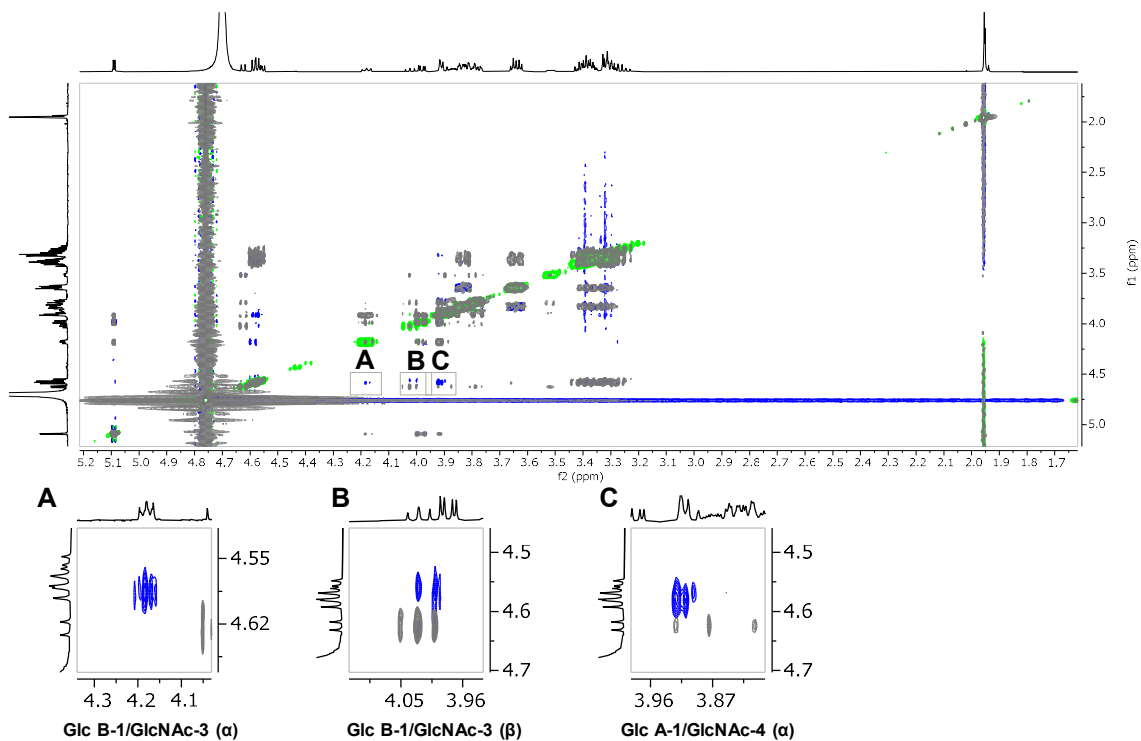 2.0
2.5
3.0
3.5
4.0
4.5
5.0
f1 (ppm)
A B C
5.2 5.1 5.0 4.9 4.8 4.7 4.6 4.5 4.4 4.3 4.2 4.1 4.0 3.9 3.8 3.7 3.6 3.5 3.4 3.3 3.2 3.1 3.0 2.9 2.8 2.7 2.6 2.5 2.4 2.3 2.2 2.1 2.0 1.9 1.8 1.7
f2 (ppm)
A
4.55
4.62
4.3 4.2 4.1
Glc B-1/GlcNAc-3 (α)
B
4.5
4.6
4.7
4.05 3.96
Glc B-1/GlcNAc-3 (β)
C
4.5
4.6
4.7
3.96 3.87
Glc A-1/GlcNAc-4 (α)